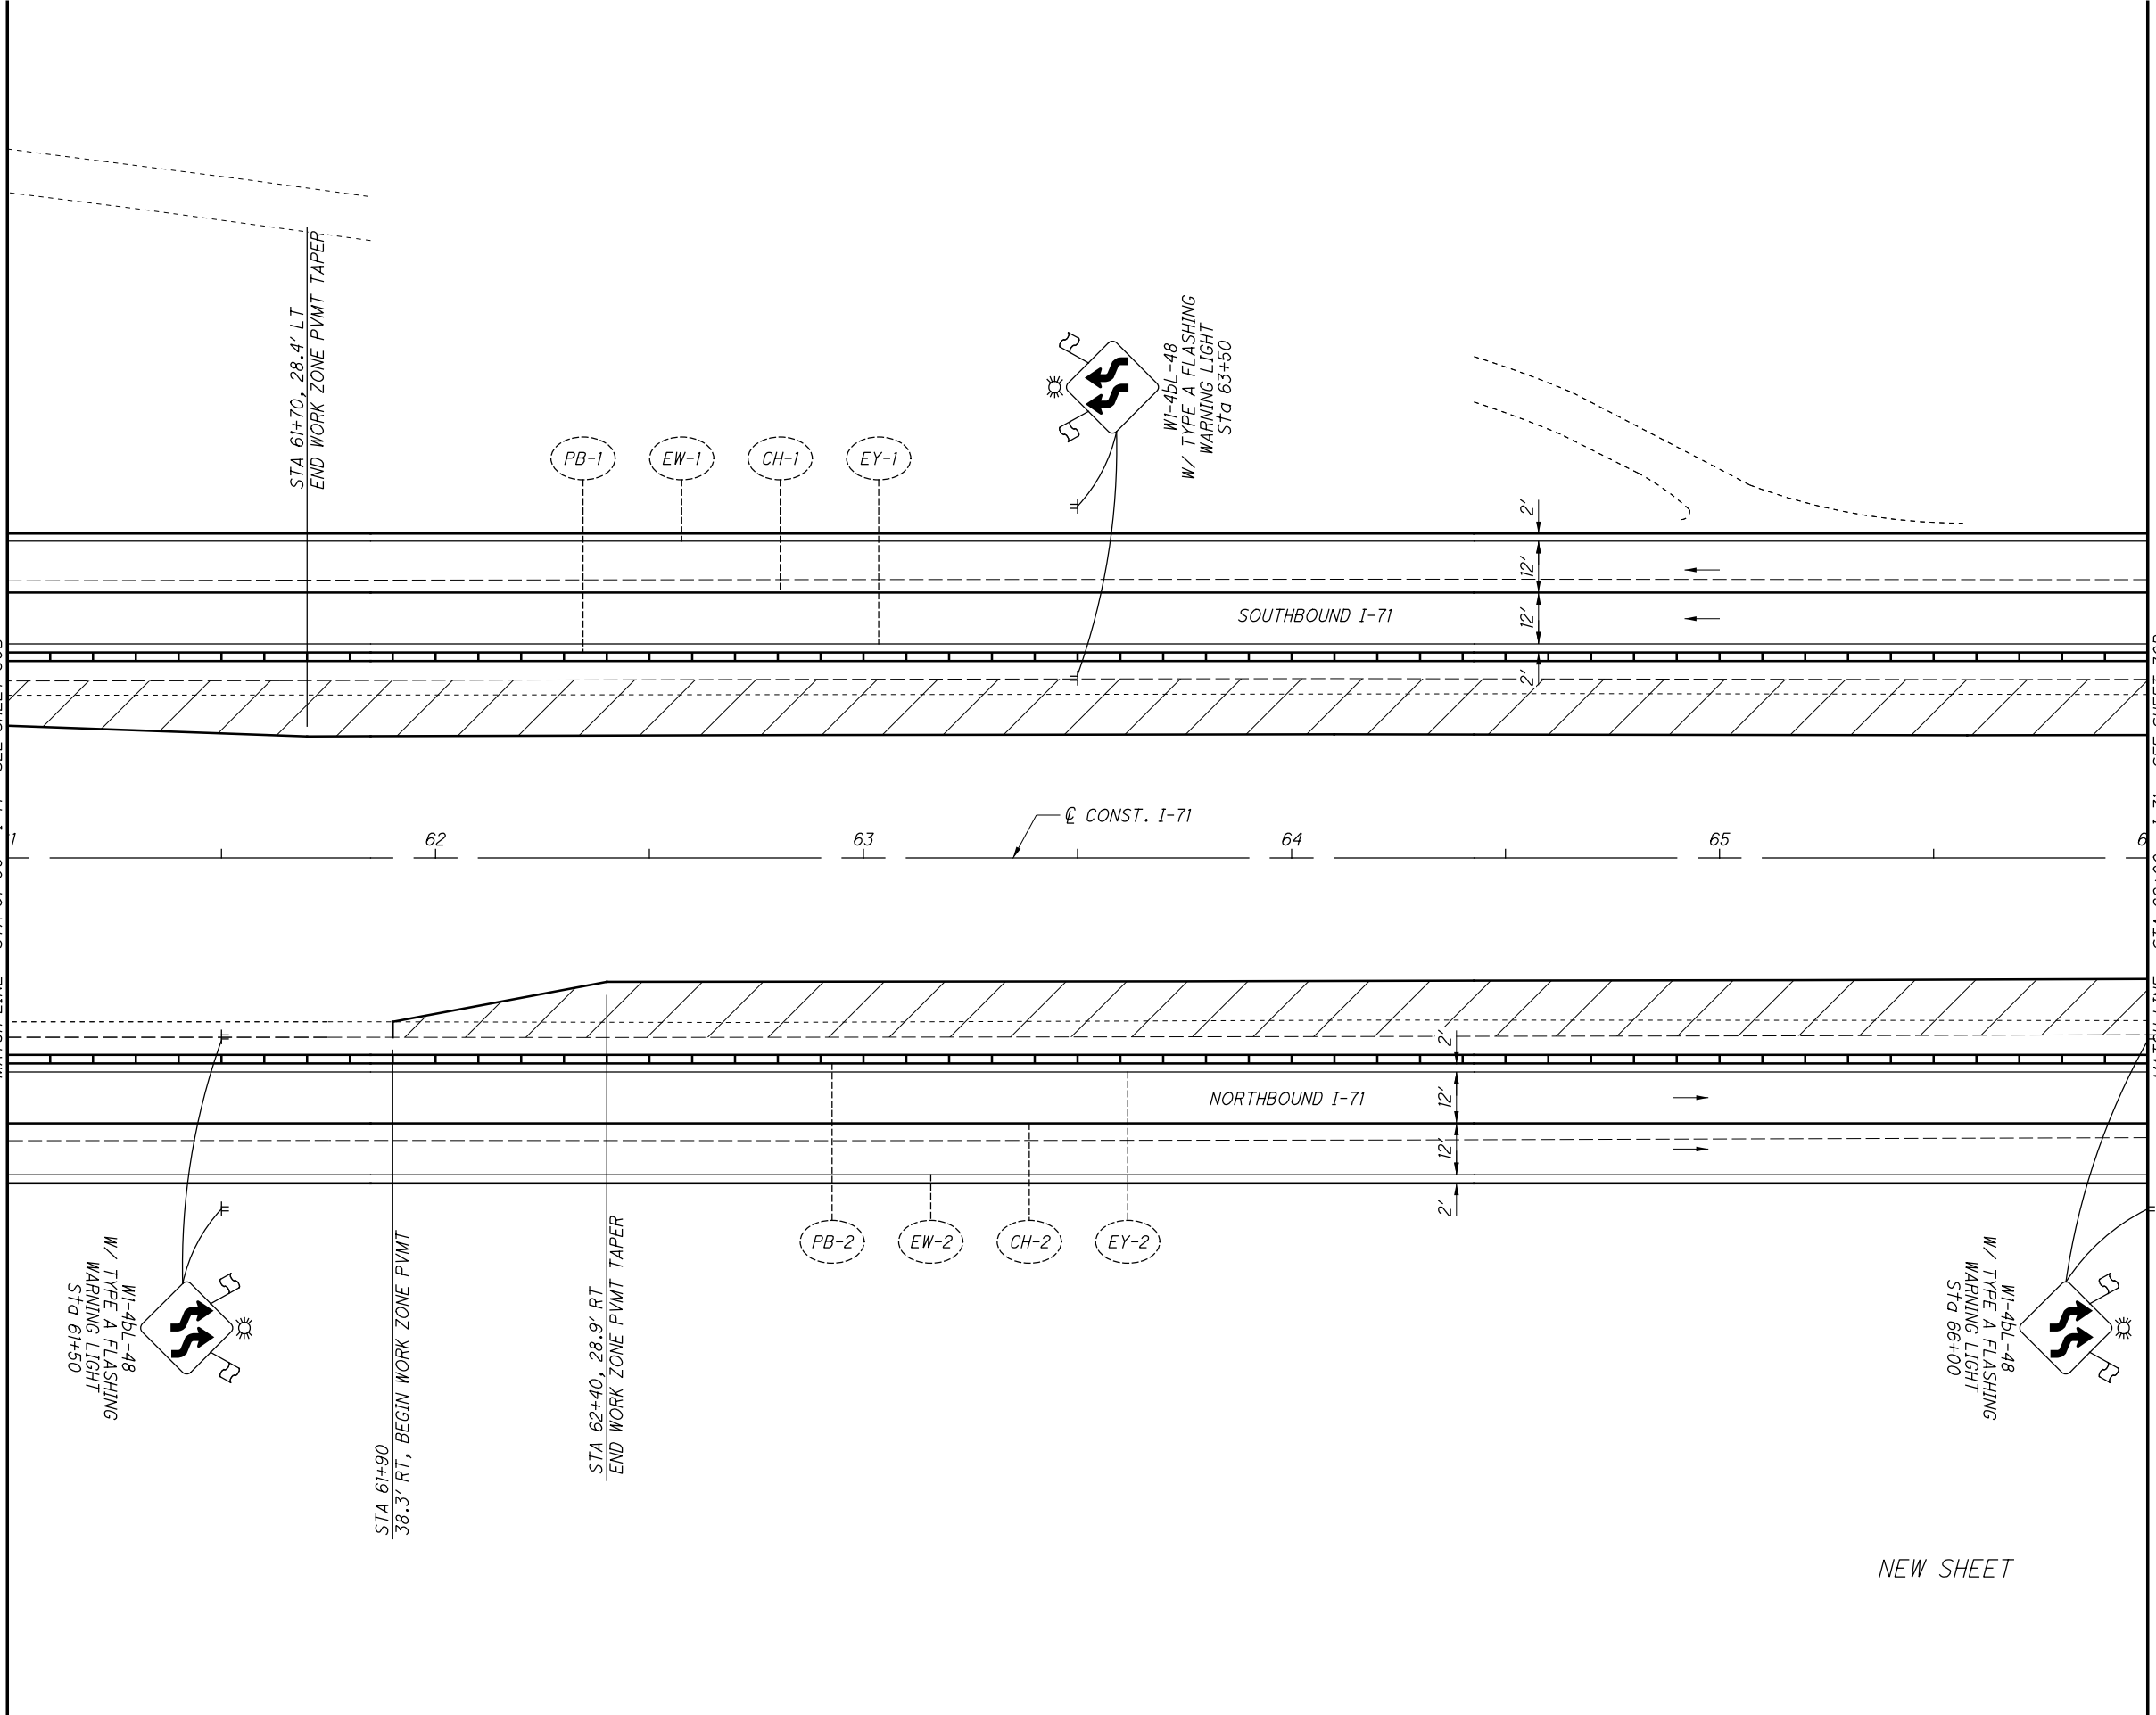 STA 61+70, 28.4' LT
END WORK ZONE PVMT TAPER
PB-1
EW-1
CH-1
EY-1
W1-4bL-48
W/ TYPE A FLASHING
WARNING LIGHT
Sta 63+50
2'
12'
12'
2'
SOUTHBOUND I-71
℄ CONST. I-71
62
63
64
65
2'
12'
12'
2'
NORTHBOUND I-71
PB-2
EW-2
CH-2
EY-2
W1-4bL-48
W/ TYPE A FLASHING
WARNING LIGHT
Sta 61+50
STA 61+90
38.3' RT, BEGIN WORK ZONE PVMT
STA 62+40, 28.9' RT
END WORK ZONE PVMT TAPER
W1-4bL-48
W/ TYPE A FLASHING
WARNING LIGHT
Sta 66+00
NEW SHEET